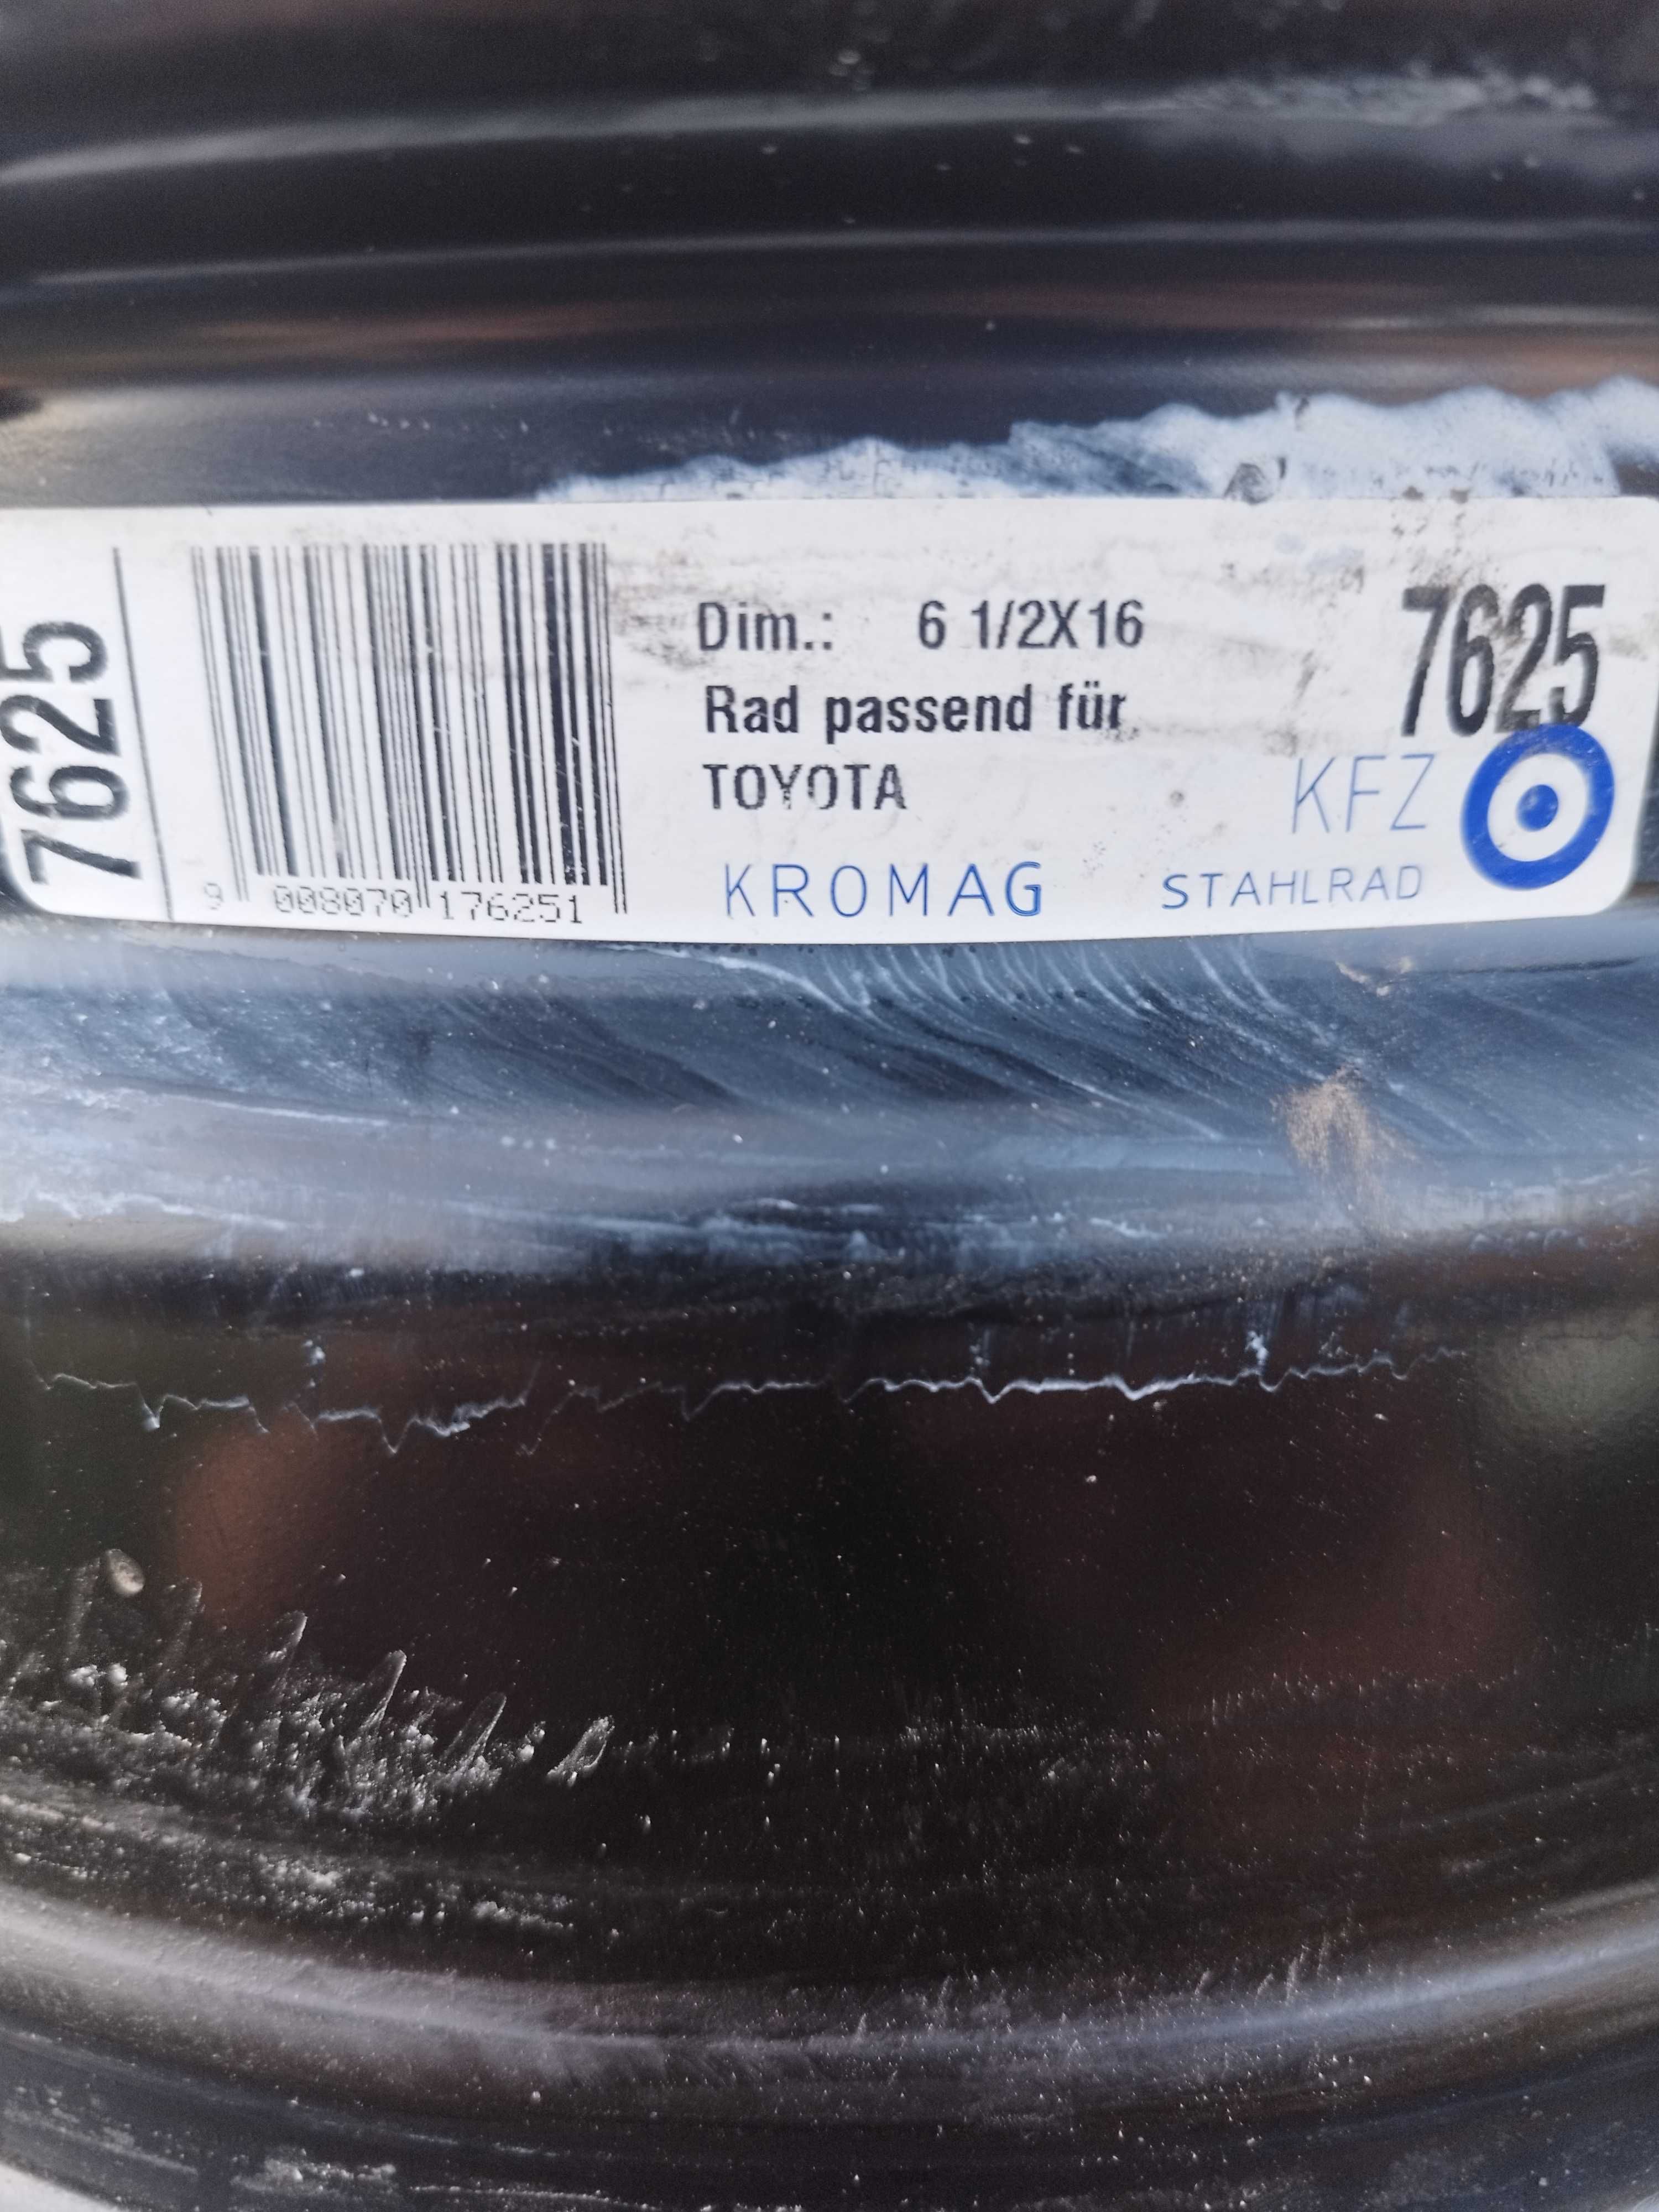 7625
9 008070 176251
Dim.: 6 1/2X16
Rad passend für
TOYOTA
KROMAG
7625
KFZ
STAHLRAD